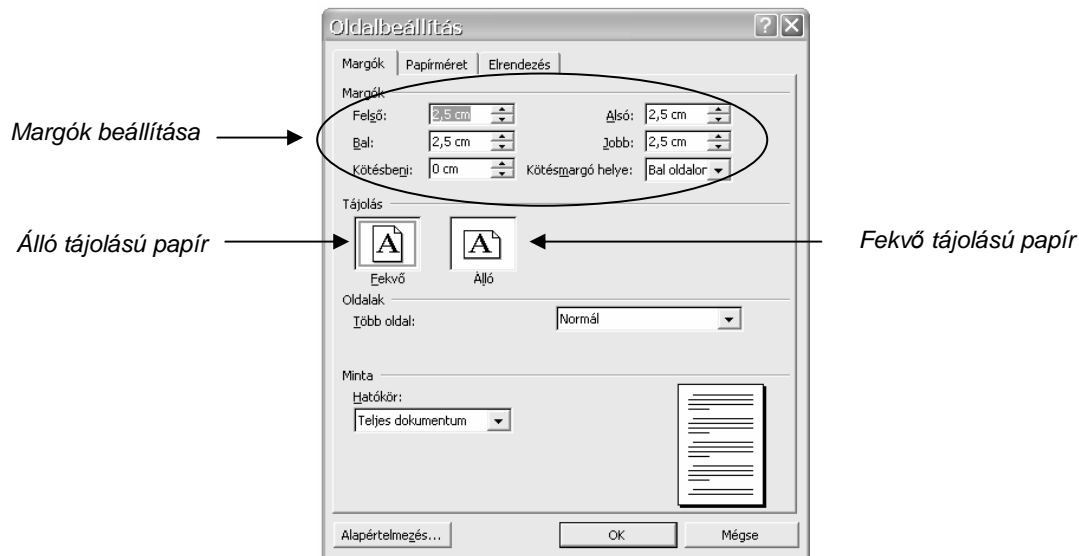 Oldalbeállítás
Margók Papírméret Elrendezés
Margók
Felső: 2,5 cm Alsó: 2,5 cm
Margók beállítása
Bal: 2,5 cm Jobb: 2,5 cm
Kötésbeni: 0 cm Kötésmargó helye: Bal oldalon
Tájolás
Álló tájolású papír
A A
Fekvő tájolású papír
Fekvő Álló
Oldalak
Több oldal: Normál
Minta
Hatókör:
Teljes dokumentum
Alapértelmezés... OK Mégse